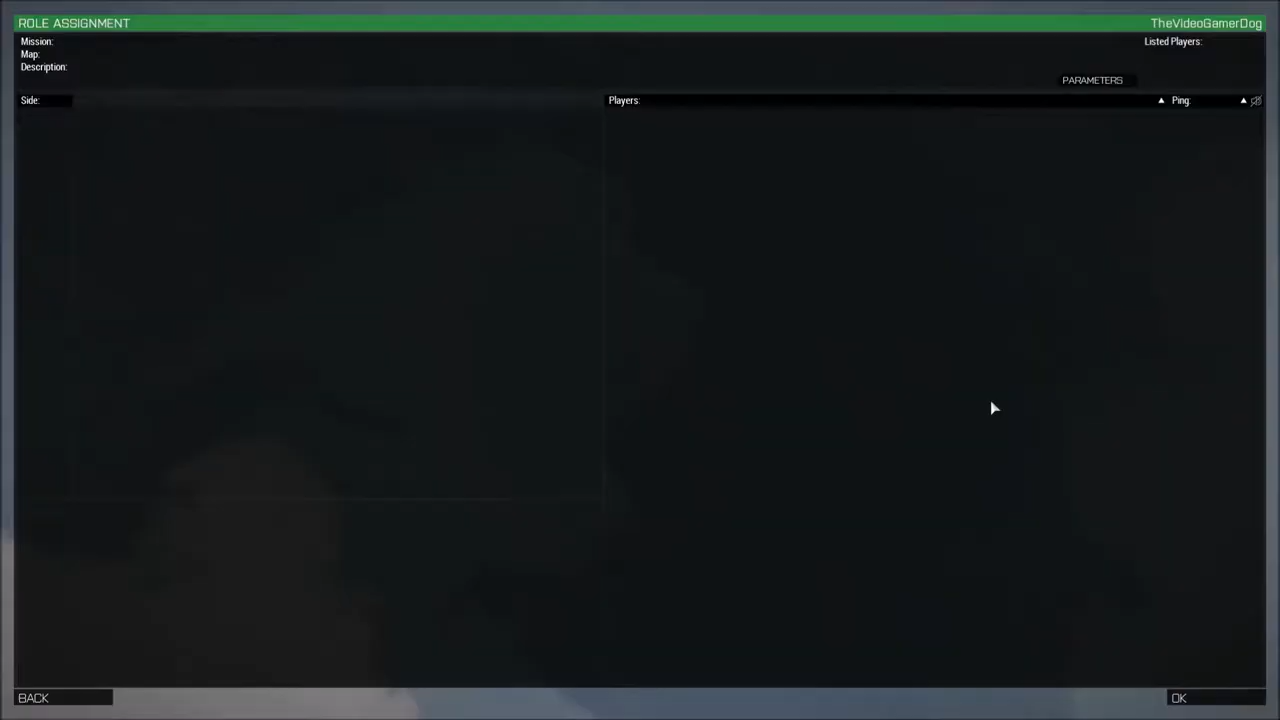 ROLE ASSIGNMENT TheVideoGamerDog
Mission: Listed Players:
Map:
Description:
PARAMETERS
Side: Players: ▲ Ping: ▲
BACK OK